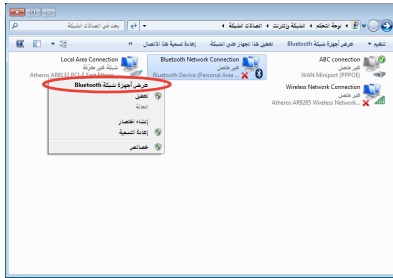 لوحة التحكم
الشبكة وإنترنت
اتصالات الشبكة
بحث في اتصالات الشبكة
تنظيم
عرض أجهزة شبكة Bluetooth
تعطيل هذا الجهاز من الشبكة
إعادة تسمية هذا الاتصال
»
ABC connection
غير متصل
WAN Miniport (PPPOE)
Bluetooth Network Connection
غير متصل
Bluetooth Device (Personal Area ...
Local Area Connection
شبكة غير معرفة
Atheros AR8132 PCI-E Fast Ethern...
Wireless Network Connection
غير متصل
Atheros AR9285 Wireless Network...
عرض أجهزة شبكة Bluetooth
تعطيل
الحالة
إنشاء اختصار
إعادة التسمية
خصائص